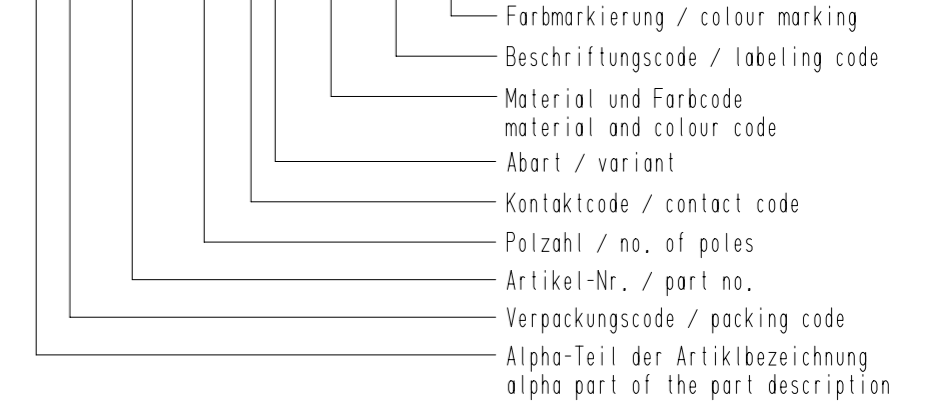 Farbmarkierung / colour marking
Beschriftungscode / labeling code
Material und Farbcode
material and colour code
Abart / variant
Kontaktcode / contact code
Polzahl / no. of poles
Artikel-Nr. / part no.
Verpackungscode / packing code
Alpha-Teil der Artiklbezeichnung
alpha part of the part description